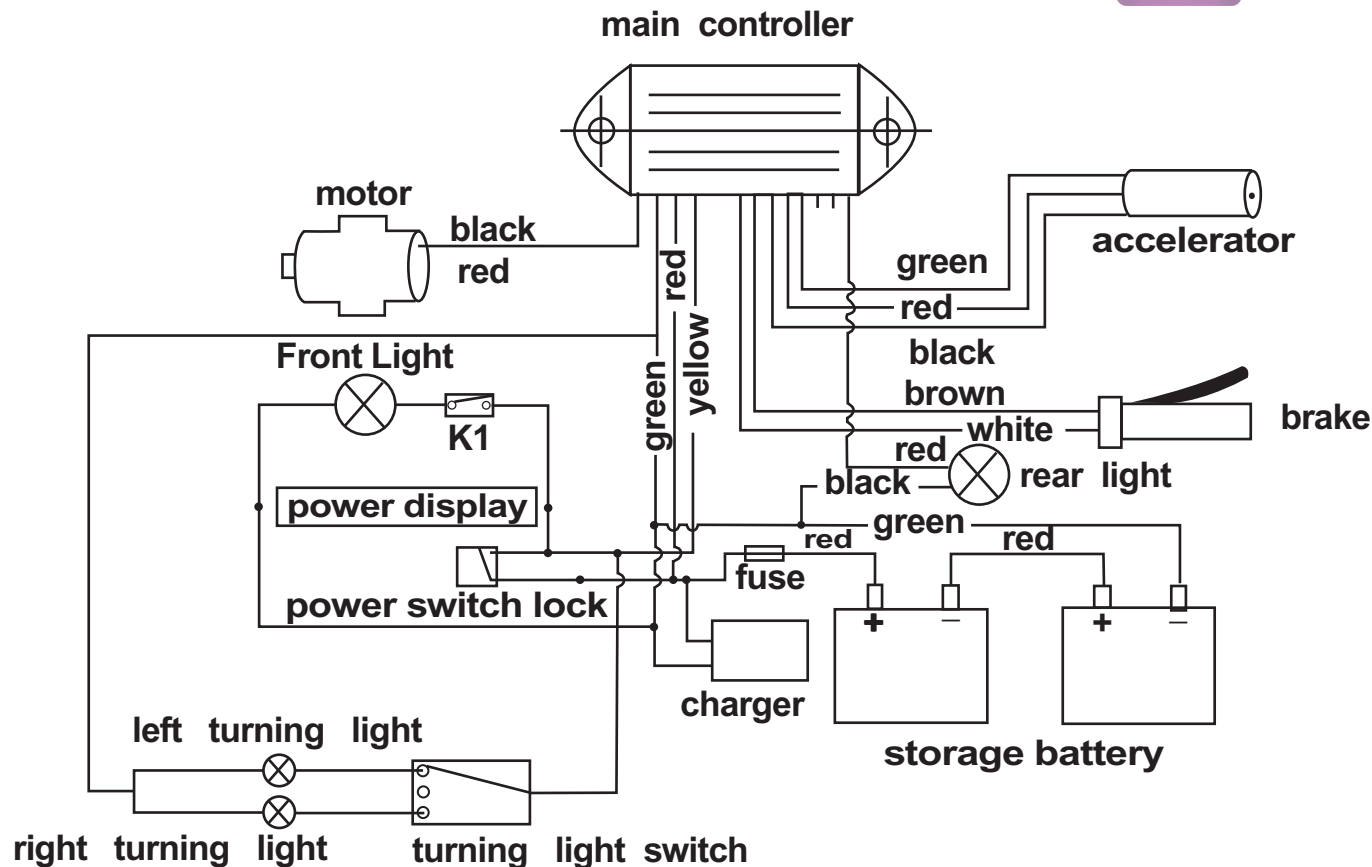 main controller
motor
black
red
accelerator
green
red
black
red
yellow
green
Front Light
K1
brown
brake
white
red
black
rear light
power display
green
red
red
fuse
power switch lock
+
–
+
–
charger
left turning light
storage battery
right turning light
turning light switch